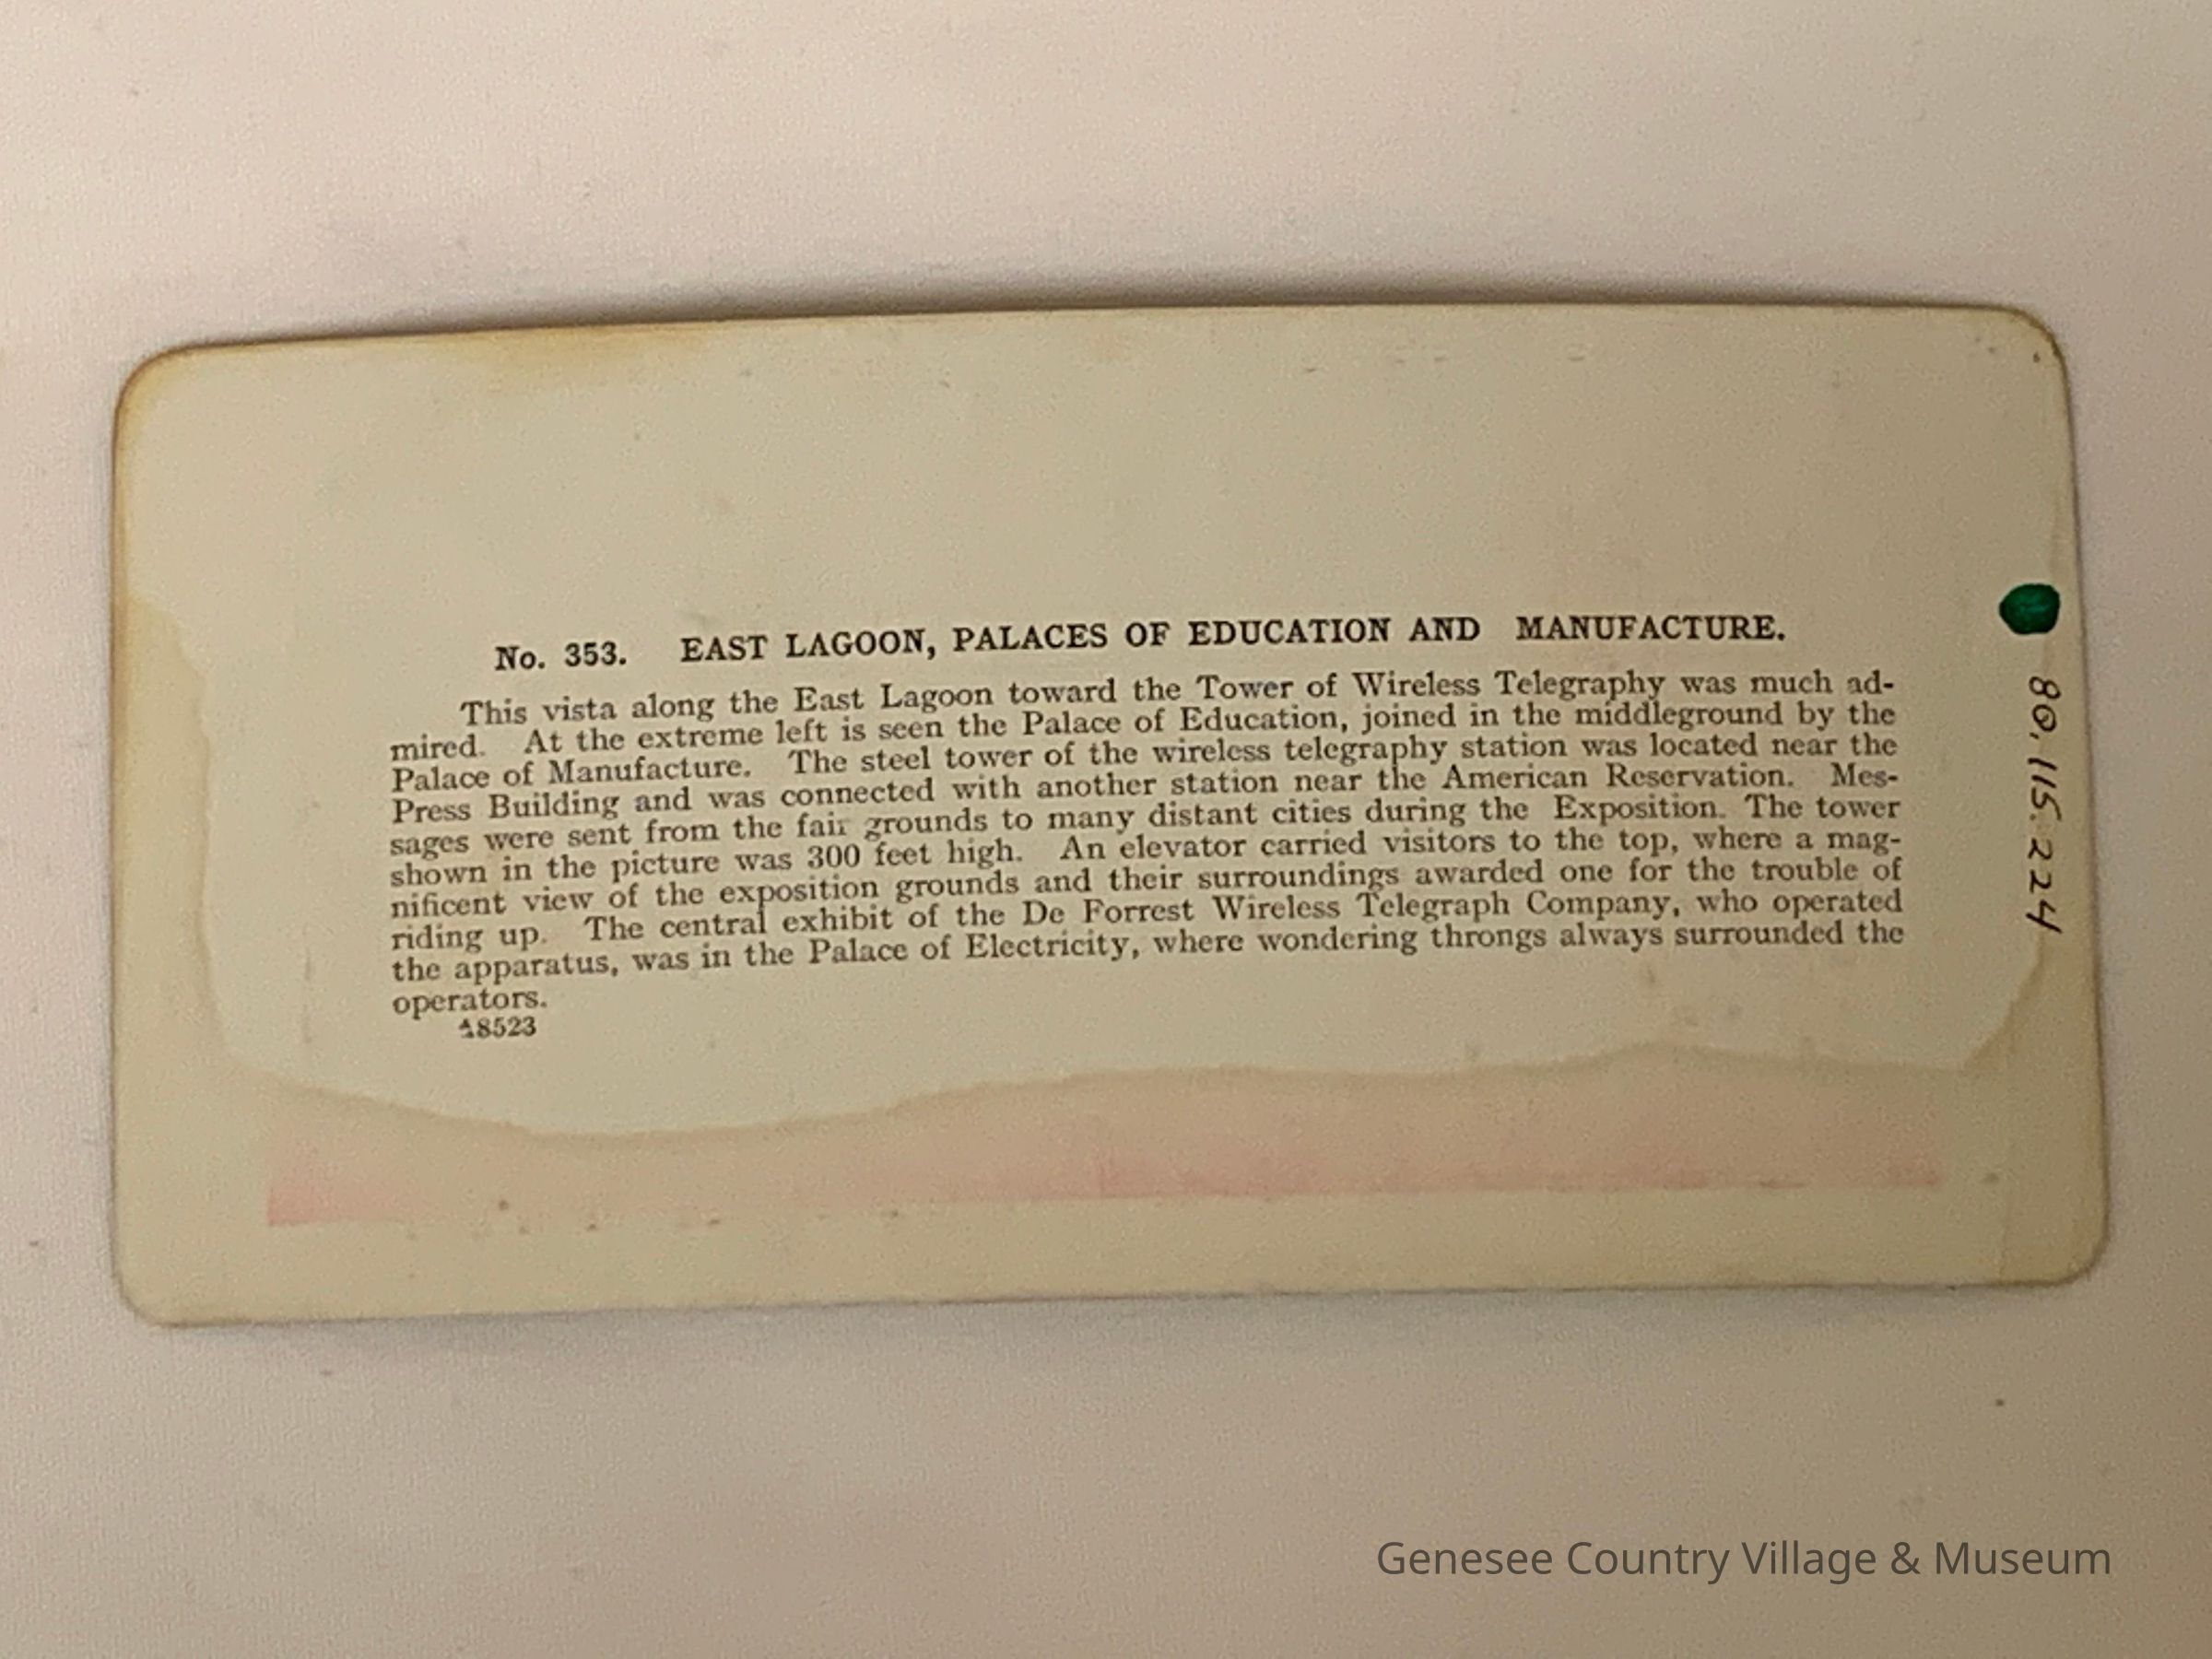 No. 353. EAST LAGOON, PALACES OF EDUCATION AND MANUFACTURE.
This vista along the East Lagoon toward the Tower of Wireless Telegraphy was much ad-
mired. At the extreme left is seen the Palace of Education, joined in the middleground by the
Palace of Manufacture. The steel tower of the wireless telegraphy station was located near the
Press Building and was connected with another station near the American Reservation. Mes-
sages were sent from the fair grounds to many distant cities during the Exposition. The tower
shown in the picture was 300 feet high. An elevator carried visitors to the top, where a mag-
nificent view of the exposition grounds and their surroundings awarded one for the trouble of
riding up. The central exhibit of the De Forrest Wireless Telegraph Company, who operated
the apparatus, was in the Palace of Electricity, where wondering throngs always surrounded the
operators.
48523
80.115.224
Genesee Country Village & Museum